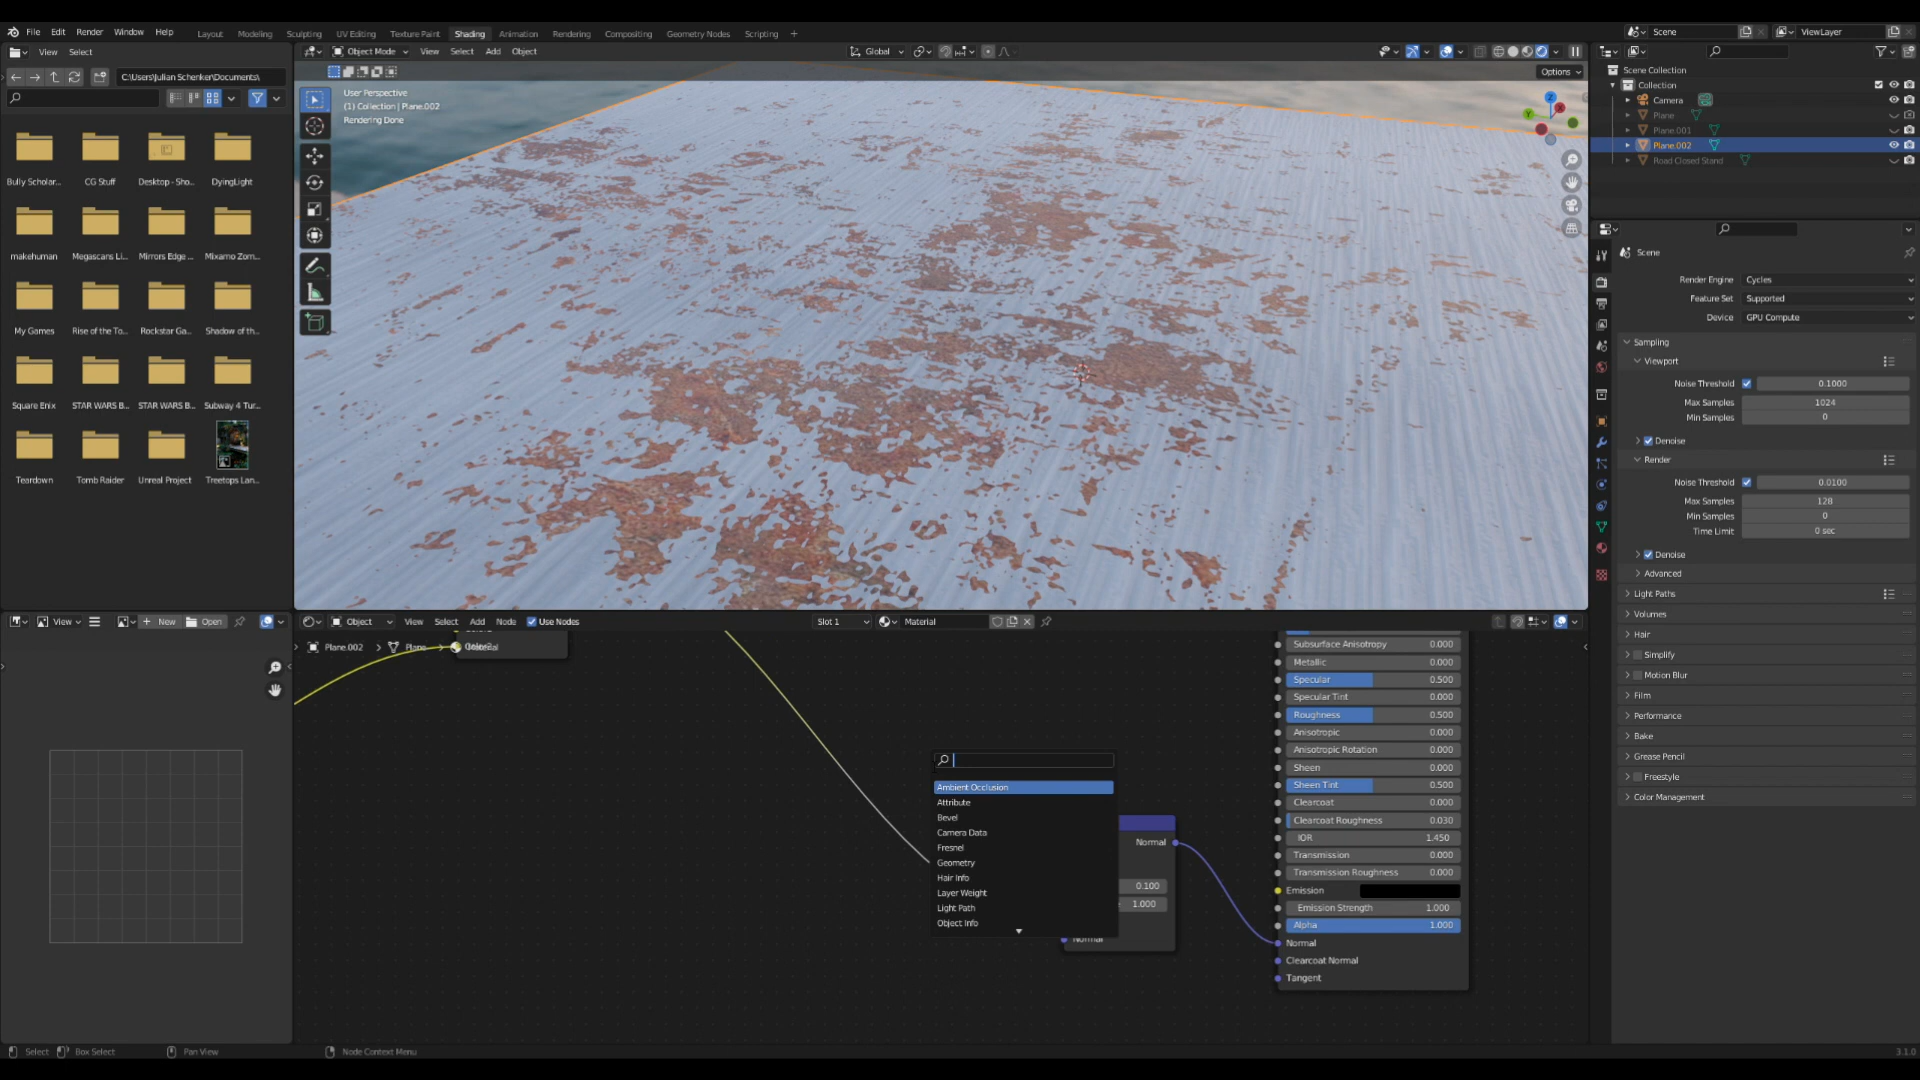 File Edit Render Window Help Layout Modeling Sculpting UV Editing Texture Paint Shading Animation Rendering Compositing Geometry Nodes Scripting + Scene ViewLayer
View Select
Object Mode View Select Add Object Global
C:\Users\Julian Schenker\Documents\
Options
User Perspective
(1) Collection | Plane.002
Rendering Done
Bully Scholar... CG Stuff Desktop - Sho... DyingLight
makehuman Megascans Li... Mirrors Edge ... Mixamo Zom...
My Games Rise of the To... Rockstar Ga... Shadow of th...
Square Enix STAR WARS B... STAR WARS B... Subway 4 Tur...
Teardown Tomb Raider Unreal Project Treetops Lan...
Z
X
Y
Scene Collection
Collection
Camera
Plane
Plane.001
Plane.002
Road Closed Stand
Scene
Render Engine Cycles
Feature Set Supported
Device GPU Compute
Sampling
Viewport
Noise Threshold 0.1000
Max Samples 1024
Min Samples 0
Denoise
Render
Noise Threshold 0.0100
Max Samples 128
Min Samples 0
Time Limit 0 sec
Denoise
Advanced
Light Paths
Volumes
Hair
Simplify
Motion Blur
Film
Performance
Bake
Grease Pencil
Freestyle
Color Management
View New Open
Object View Select Add Node Use Nodes Slot 1 Material
Plane.002 > Plane > Material
Ambient Occlusion
Attribute
Bevel
Camera Data
Fresnel
Geometry
Hair Info
Layer Weight
Light Path
Object Info
Normal
0.100
1.000
Normal
Subsurface Anisotropy 0.000
Metallic 0.000
Specular 0.500
Specular Tint 0.000
Roughness 0.500
Anisotropic 0.000
Anisotropic Rotation 0.000
Sheen 0.000
Sheen Tint 0.500
Clearcoat 0.000
Clearcoat Roughness 0.030
IOR 1.450
Transmission 0.000
Transmission Roughness 0.000
Emission
Emission Strength 1.000
Alpha 1.000
Normal
Clearcoat Normal
Tangent
Select Box Select Pan View Node Context Menu 3.1.0